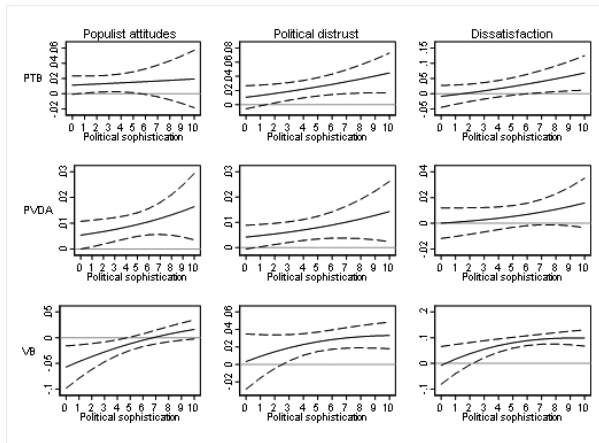 Populist attitudes
Political distrust
Dissatisfaction
PTB
-.02 0 .02 .04 .06
0 1 2 3 4 5 6 7 8 9 10
Political sophistication
0 .02 .04 .06 .08
0 1 2 3 4 5 6 7 8 9 10
Political sophistication
-.05 0 .05 .1 .15
0 1 2 3 4 5 6 7 8 9 10
Political sophistication
PVDA
0 .01 .02 .03
0 1 2 3 4 5 6 7 8 9 10
Political sophistication
0 .01 .02 .03
0 1 2 3 4 5 6 7 8 9 10
Political sophistication
-.02 0 .02 .04
0 1 2 3 4 5 6 7 8 9 10
Political sophistication
VB
-.1 -.05 0 .05
0 1 2 3 4 5 6 7 8 9 10
Political sophistication
-.02 0 .02 .04 .06
0 1 2 3 4 5 6 7 8 9 10
Political sophistication
-.1 0 .1 .2
0 1 2 3 4 5 6 7 8 9 10
Political sophistication